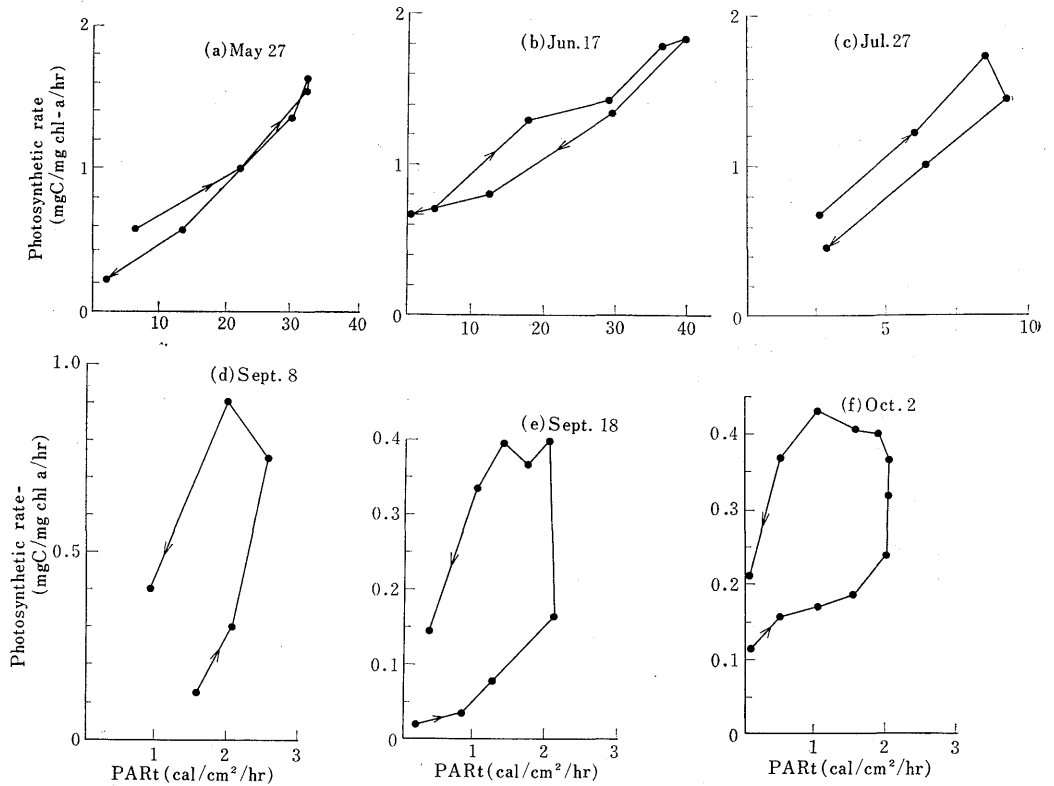 Photosynthetic rate
(mgC/mg chl-a/hr)
2
1
0
(a) May 27
10 20 30 40
2
1
0
(b) Jun. 17
10 20 30 40
2
1
0
(c) Jul. 27
5 10
Photosynthetic rate-
(mgC/mg chl a/hr)
1.0
0.5
0
(d) Sept. 8
1 2 3
PARt (cal/cm²/hr)
0.4
0.3
0.2
0.1
0
(e) Sept. 18
1 2 3
PARt (cal/cm²/hr)
0.4
0.3
0.2
0.1
0
(f) Oct. 2
1 2 3
PARt (cal/cm²/hr)